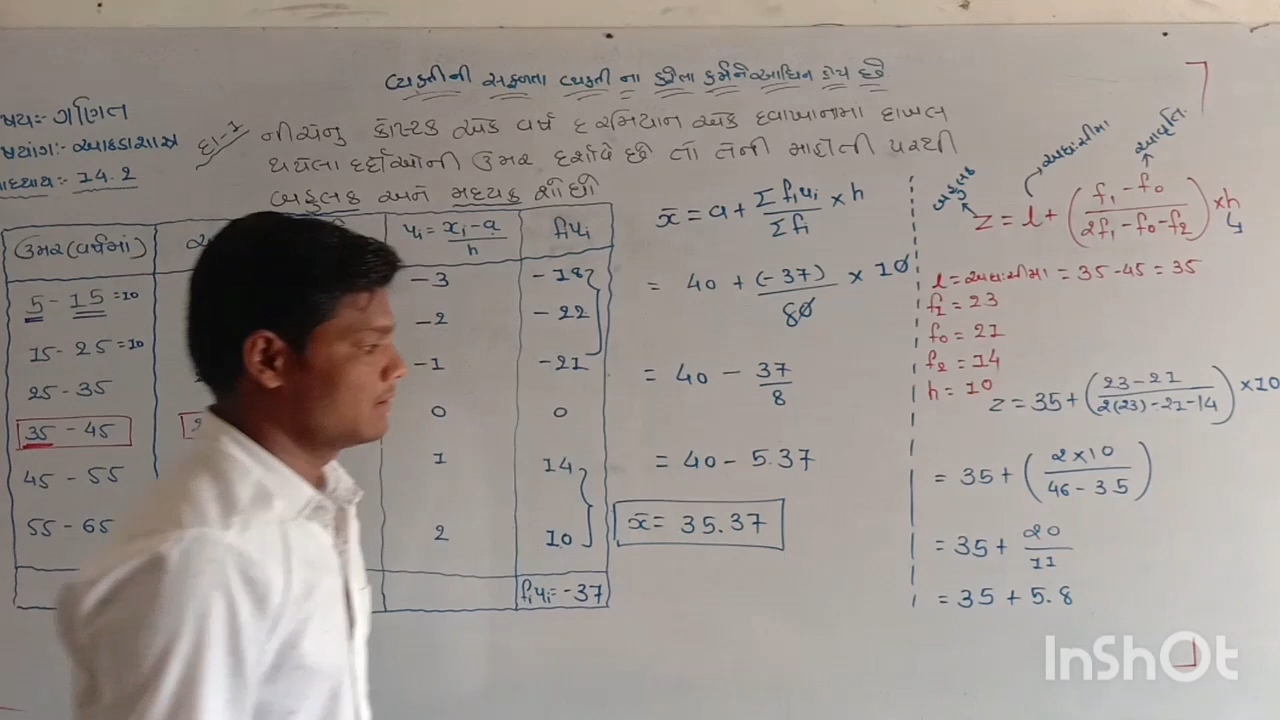 વ્યક્તીની સફળતા વ્યક્તી ના કરેલા કર્મને આધિન હોય છે
ષય:- ગણિત
ષયાંગ:- આંકડાશાસ્ત્ર
ાધ્યાય:- 14.2
દા-1 નીચેનુ કોષ્ટક એક વર્ષ દરમિયાન એક દવાખાનામાં દાખલ
થયેલા દર્દીઓની ઉંમર દર્શાવે છે તો તેની માહીતી પરથી
બહુલક અને મધ્યક શોધો
ઉંમર(વર્ષમાં) ui = xi - a / h fiui
5 - 15 =10 -3 -18
15 - 25 =10 -2 -22
25 - 35 -1 -21
35 - 45 0 0
45 - 55 1 14
55 - 65 2 10
fiui = -37
x̄ = a + Σfiui / Σfi × h
= 40 + (-37) / 80 × 10
= 40 - 37 / 8
= 40 - 5.37
x̄ = 35.37
બહુલક અધઃસીમા આવૃત્તિ
Z = l + (f1 - f0 / 2f1 - f0 - f2) × h
l = અધઃસીમા = 35 - 45 = 35
f1 = 23
f0 = 21
f2 = 14
h = 10
Z = 35 + (23 - 21 / 2(23) - 21 - 14) × 10
= 35 + (2 × 10 / 46 - 35)
= 35 + 20 / 11
= 35 + 5.8
InShOt